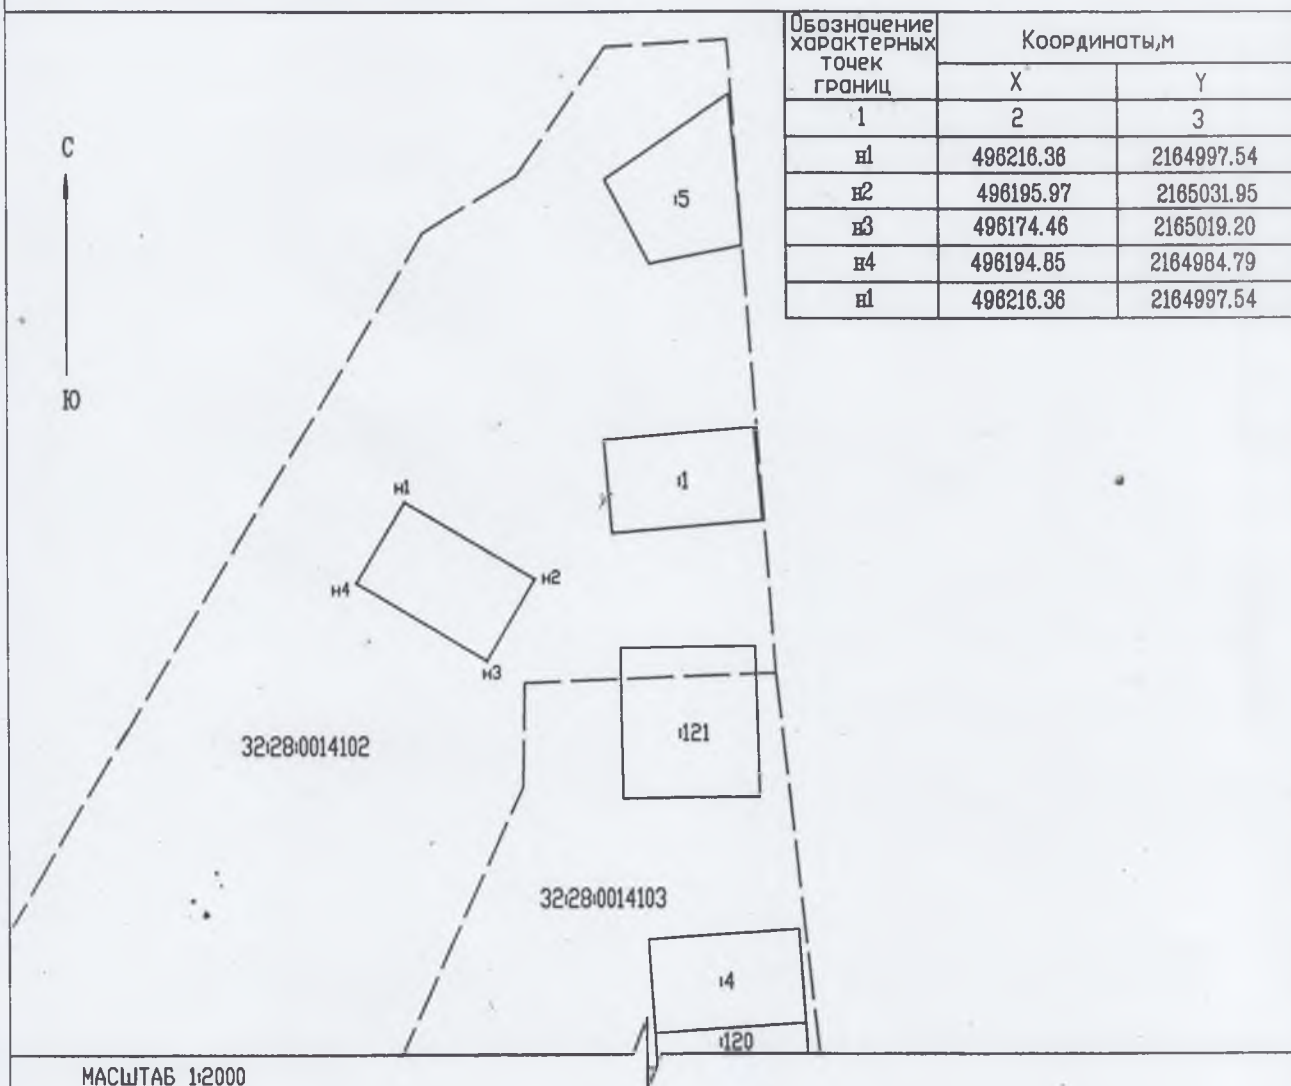 Обозначение характерных точек границ
Координаты,м
X Y
1 2 3
н1 496216.36 2164997.54
н2 496195.97 2165031.95
н3 496174.46 2165019.20
н4 496194.85 2164984.79
н1 496216.36 2164997.54
С
Ю
:5
:1
н1
н2
н4
н3
32:28:0014102
:121
32:28:0014103
:4
:120
МАСШТАБ 1:2000